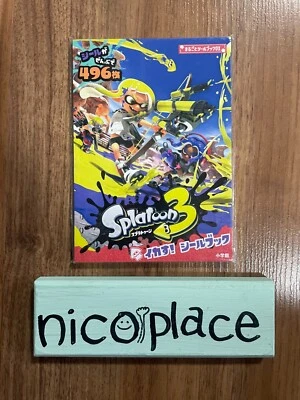 シールが
ぜんぶで
496枚
まるごとシールブックDX
Splatoon 3
スプラトゥーン
イカす! シールブック
小学館
nicoplace